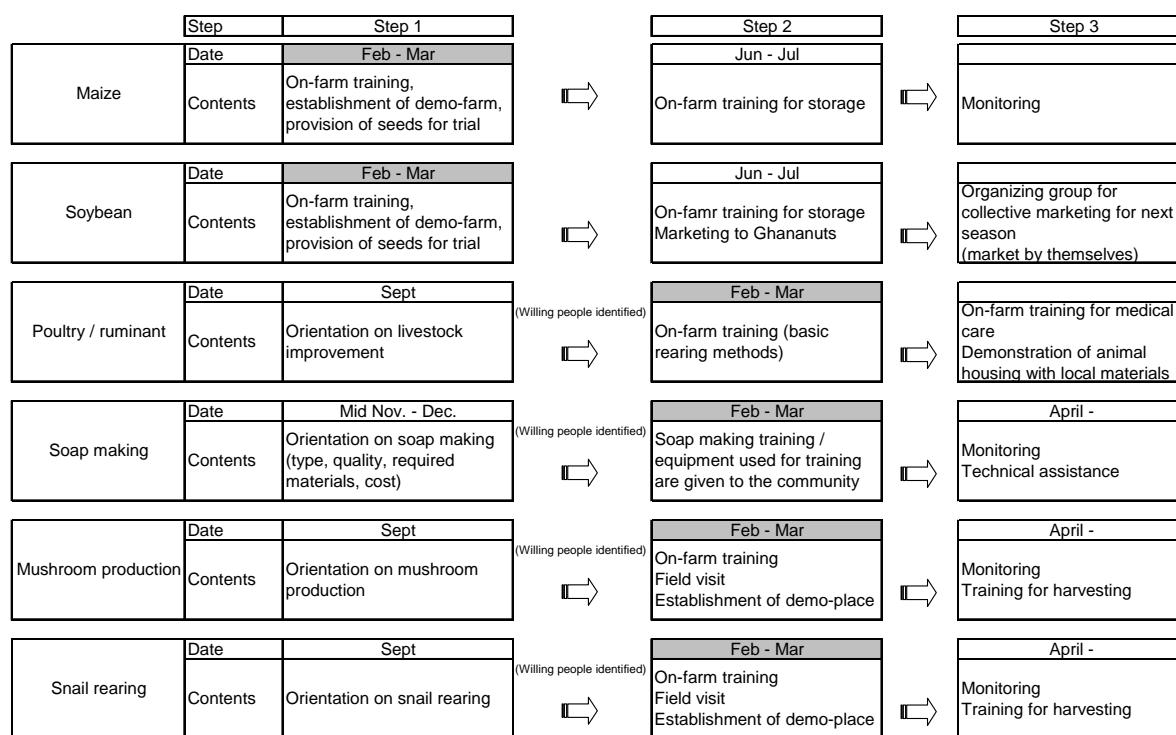 Step Step 1 Step 2 Step 3
Maize
Date Feb - Mar Jun - Jul
Contents
On-farm training,
establishment of demo-farm,
provision of seeds for trial
On-farm training for storage
Monitoring
Soybean
Date Feb - Mar Jun - Jul
Contents
On-farm training,
establishment of demo-farm,
provision of seeds for trial
On-famr training for storage
Marketing to Ghananuts
Organizing group for
collective marketing for next
season
(market by themselves)
Poultry / ruminant
Date Sept Feb - Mar
Contents
Orientation on livestock
improvement
(Willing people identified)
On-farm training (basic
rearing methods)
On-farm training for medical
care
Demonstration of animal
housing with local materials
Soap making
Date Mid Nov. - Dec. Feb - Mar April -
Contents
Orientation on soap making
(type, quality, required
materials, cost)
(Willing people identified)
Soap making training /
equipment used for training
are given to the community
Monitoring
Technical assistance
Mushroom production
Date Sept Feb - Mar April -
Contents
Orientation on mushroom
production
(Willing people identified)
On-farm training
Field visit
Establishment of demo-place
Monitoring
Training for harvesting
Snail rearing
Date Sept Feb - Mar April -
Contents
Orientation on snail rearing
(Willing people identified)
On-farm training
Field visit
Establishment of demo-place
Monitoring
Training for harvesting